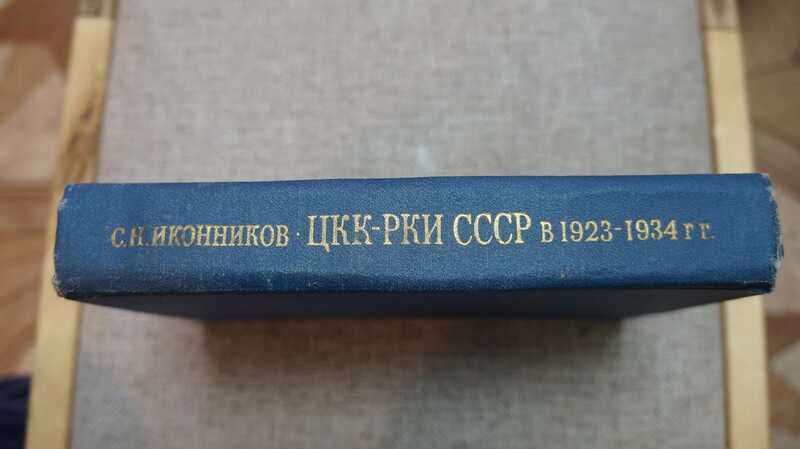 С.Н. ИКОННИКОВ · ЦКК-РКИ СССР В 1923-1934 гг.